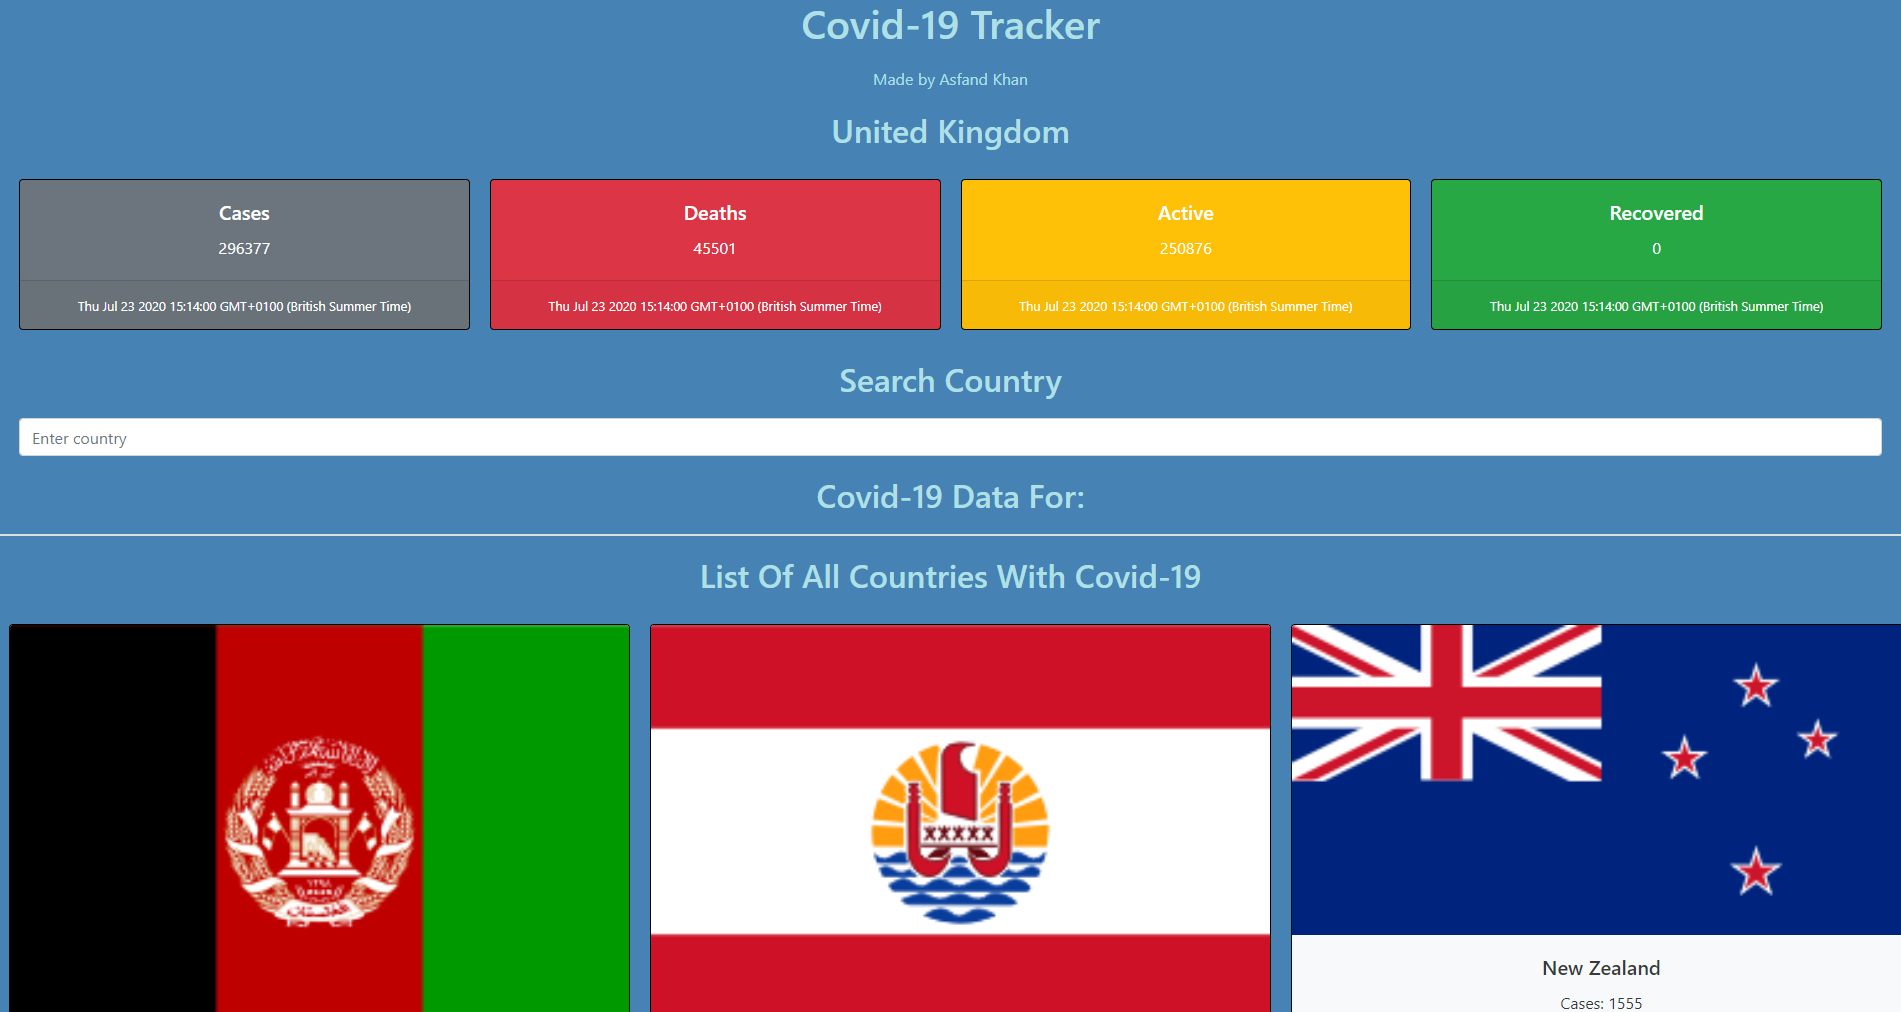 Covid-19 Tracker
Made by Asfand Khan
United Kingdom
Cases
296377
Thu Jul 23 2020 15:14:00 GMT+0100 (British Summer Time)
Deaths
45501
Thu Jul 23 2020 15:14:00 GMT+0100 (British Summer Time)
Active
250876
Thu Jul 23 2020 15:14:00 GMT+0100 (British Summer Time)
Recovered
0
Thu Jul 23 2020 15:14:00 GMT+0100 (British Summer Time)
Search Country
Enter country
Covid-19 Data For:
List Of All Countries With Covid-19
New Zealand
Cases: 1555